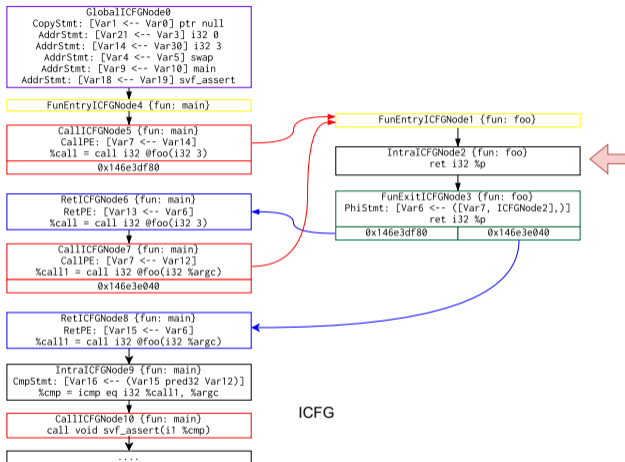 GlobalICFGNode0
CopyStmt: [Var1 <-- Var0] ptr null
AddrStmt: [Var21 <-- Var3] i32 0
AddrStmt: [Var14 <-- Var30] i32 3
AddrStmt: [Var4 <-- Var5] swap
AddrStmt: [Var9 <-- Var10] main
AddrStmt: [Var18 <-- Var19] svf_assert
FunEntryICFGNode4 {fun: main}
CallICFGNode5 {fun: main}
CallPE: [Var7 <-- Var14]
%call = call i32 @foo(i32 3)
0x146e3df80
RetICFGNode6 {fun: main}
RetPE: [Var13 <-- Var6]
%call = call i32 @foo(i32 3)
CallICFGNode7 {fun: main}
CallPE: [Var7 <-- Var12]
%call1 = call i32 @foo(i32 %argc)
0x146e3e040
RetICFGNode8 {fun: main}
RetPE: [Var15 <-- Var6]
%call1 = call i32 @foo(i32 %argc)
IntraICFGNode9 {fun: main}
CmpStmt: [Var16 <-- (Var15 pred32 Var12)]
%cmp = icmp eq i32 %call1, %argc
CallICFGNode10 {fun: main}
call void svf_assert(i1 %cmp)
....
FunEntryICFGNode1 {fun: foo}
IntraICFGNode2 {fun: foo}
ret i32 %p
FunExitICFGNode3 {fun: foo}
PhiStmt: [Var6 <-- ([Var7, ICFGNode2],)]
ret i32 %p
0x146e3df80 0x146e3e040
ICFG